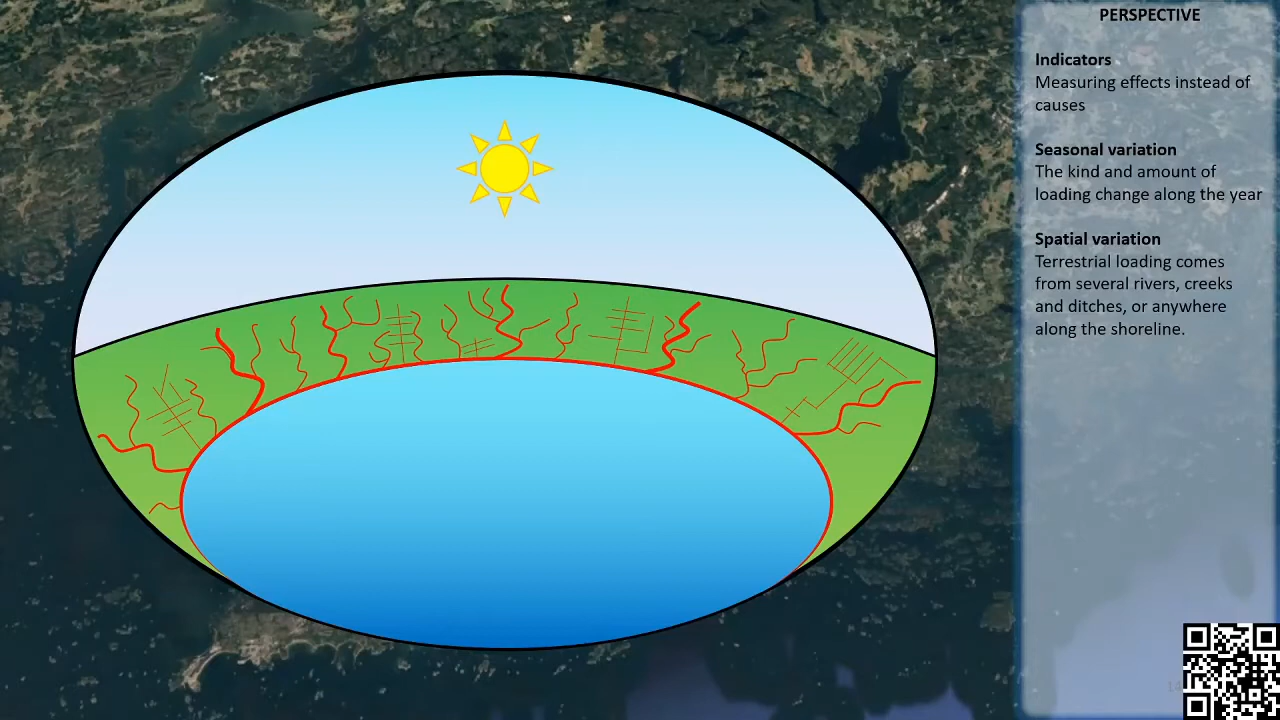 PERSPECTIVE
Indicators
Measuring effects instead of
causes
Seasonal variation
The kind and amount of
loading change along the year
Spatial variation
Terrestrial loading comes
from several rivers, creeks
and ditches, or anywhere
along the shoreline.